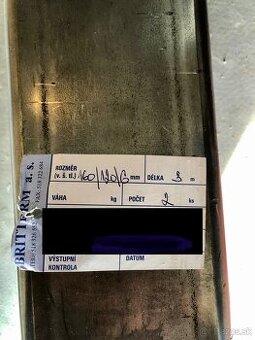 BRITTERM a. s.
ROZMĚR
(v. š. tl.) 160/120/3 mm DÉLKA 3 m
VÁHA kg POČET 2 ks
VÝSTUPNÍ
KONTROLA
DATUM